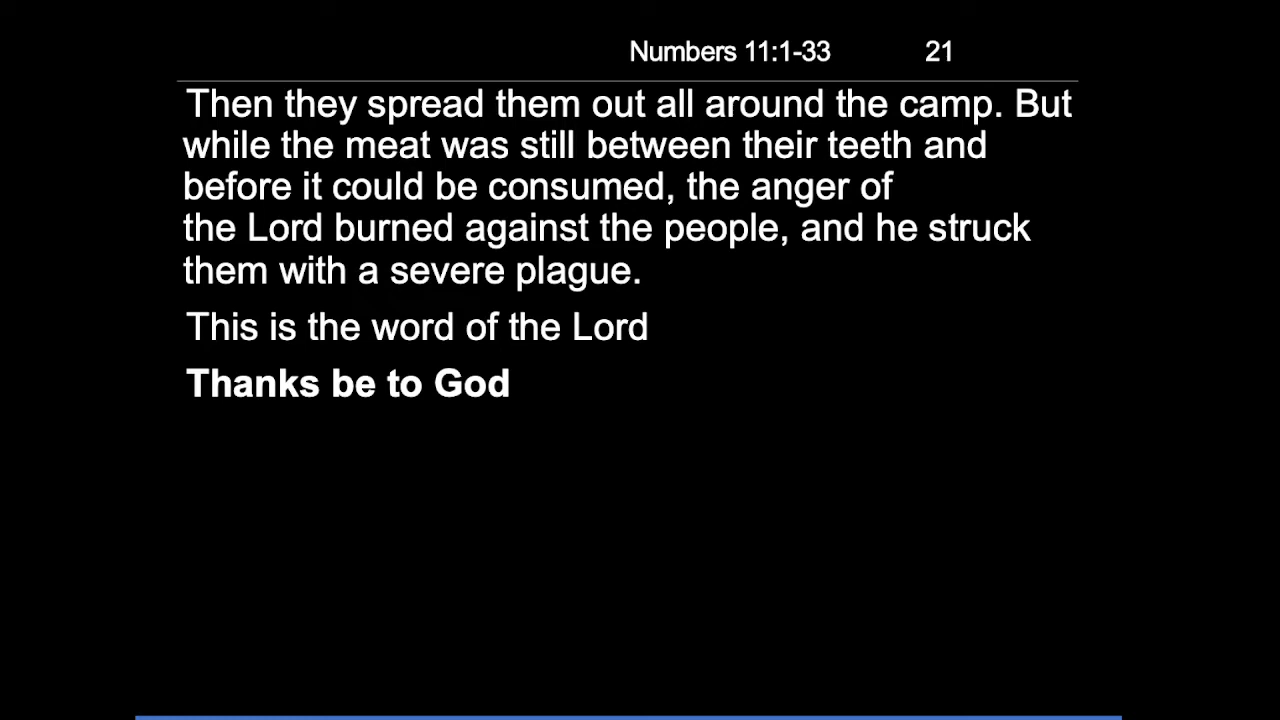 Numbers 11:1-33 21
Then they spread them out all around the camp. But
while the meat was still between their teeth and
before it could be consumed, the anger of
the Lord burned against the people, and he struck
them with a severe plague.
This is the word of the Lord
Thanks be to God